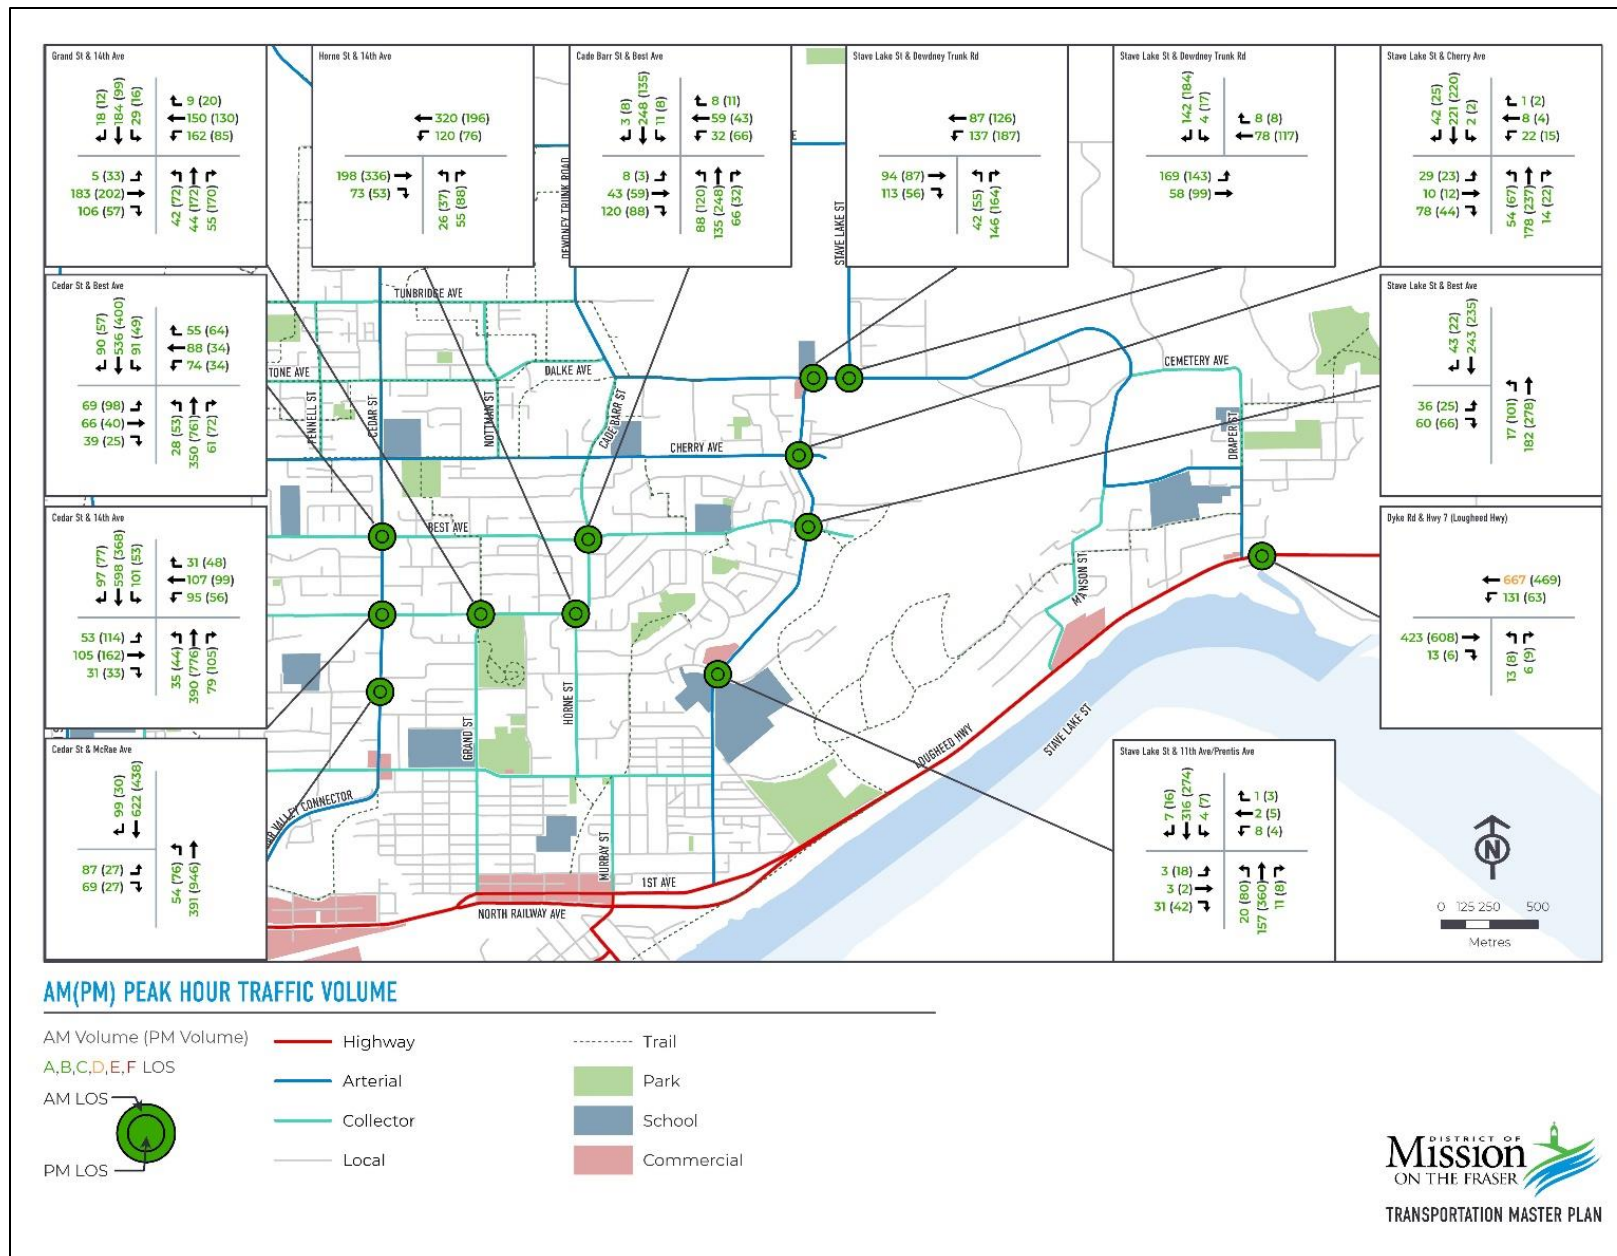 Grand St & 14th Ave
18 (12)
184 (99)
29 (16)
9 (20)
150 (130)
162 (85)
5 (33)
183 (202)
106 (57)
42 (72)
44 (172)
55 (170)
Horne St & 14th Ave
320 (196)
120 (76)
198 (336)
73 (53)
26 (37)
55 (88)
Cade Barr St & Best Ave
3 (8)
248 (135)
11 (8)
8 (11)
59 (43)
32 (66)
8 (3)
43 (59)
120 (88)
88 (120)
135 (248)
66 (32)
Stave Lake St & Dewdney Trunk Rd
87 (126)
137 (187)
94 (87)
113 (56)
42 (55)
146 (164)
Stave Lake St & Dewdney Trunk Rd
142 (184)
4 (17)
8 (8)
78 (117)
169 (143)
58 (99)
Stave Lake St & Cherry Ave
42 (25)
221 (220)
2 (2)
1 (2)
8 (4)
22 (15)
29 (23)
10 (12)
78 (44)
54 (67)
178 (237)
14 (22)
Cedar St & Best Ave
90 (57)
536 (400)
91 (49)
55 (64)
88 (34)
74 (34)
69 (98)
66 (40)
39 (25)
28 (53)
350 (761)
61 (72)
Stave Lake St & Best Ave
43 (22)
243 (235)
36 (25)
60 (66)
17 (101)
182 (278)
Cedar St & 14th Ave
97 (77)
598 (368)
101 (53)
31 (48)
107 (99)
95 (56)
53 (114)
105 (162)
31 (33)
35 (44)
390 (776)
79 (105)
Dyke Rd & Hwy 7 (Lougheed Hwy)
667 (469)
131 (63)
423 (608)
13 (6)
13 (8)
6 (9)
Cedar St & McRae Ave
99 (30)
622 (438)
87 (27)
69 (27)
54 (76)
391 (946)
Stave Lake St & 11th Ave/Prentis Ave
7 (16)
316 (274)
4 (7)
1 (3)
2 (5)
8 (4)
3 (18)
3 (2)
31 (42)
20 (80)
157 (360)
11 (8)
DEWDNEY TRUNK ROAD
STAVE LAKE ST
E
TUNBRIDGE AVE
TONE AVE
DALKE AVE
CEMETERY AVE
FENNELL ST
CEDAR ST
NOTTMAN ST
CADE BARR ST
CHERRY AVE
DRAPER ST
BEST AVE
MANSON ST
HORNE ST
GRAND ST
LOUGHEED HWY
STAVE LAKE ST
VALLEY CONNECTOR
MURRAY ST
1ST AVE
NORTH RAILWAY AVE
N
0 125 250 500
Metres
AM(PM) PEAK HOUR TRAFFIC VOLUME
AM Volume (PM Volume)
A,B,C,D,E,F LOS
AM LOS
PM LOS
Highway
Arterial
Collector
Local
Trail
Park
School
Commercial
DISTRICT OF
Mission
ON THE FRASER
TRANSPORTATION MASTER PLAN